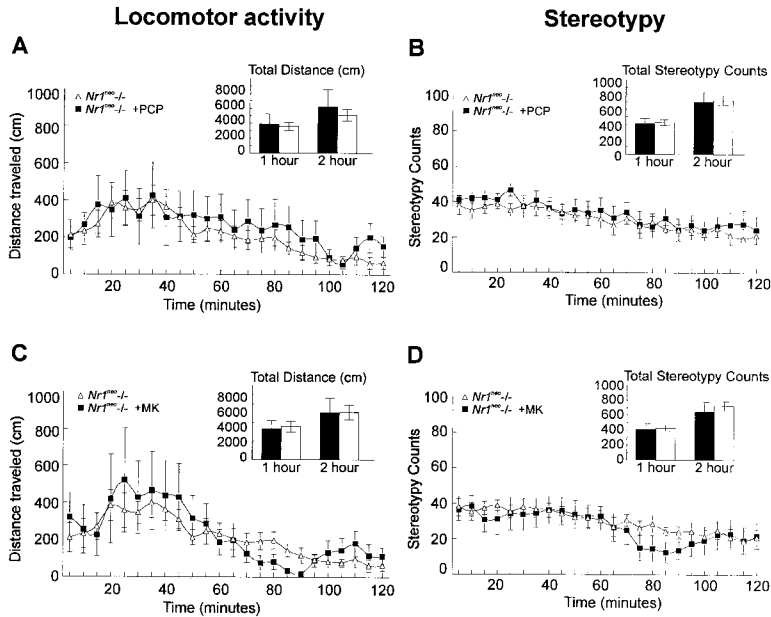 Locomotor activity
Stereotypy
A
Total Distance (cm)
8000
6000
4000
2000
0
1 hour
2 hour
Nr1neo-/-
Nr1neo-/- +PCP
Distance traveled (cm)
1000
800
600
400
200
0
20 40 60 80 100 120
Time (minutes)
B
Total Stereotypy Counts
1000
800
600
400
200
0
1 hour
2 hour
Nr1neo-/-
Nr1neo-/- +PCP
Stereotypy Counts
100
80
60
40
20
0
20 40 60 80 100 120
Time (minutes)
C
Total Distance (cm)
8000
6000
4000
2000
0
1 hour
2 hour
Nr1neo-/-
Nr1neo-/- +MK
Distance traveled (cm)
1000
800
600
400
200
0
20 40 60 80 100 120
Time (minutes)
D
Total Stereotypy Counts
1000
800
600
400
200
0
1 hour
2 hour
Nr1neo-/-
Nr1neo-/- +MK
Stereotypy Counts
100
80
60
40
20
0
20 40 60 80 100 120
Time (minutes)